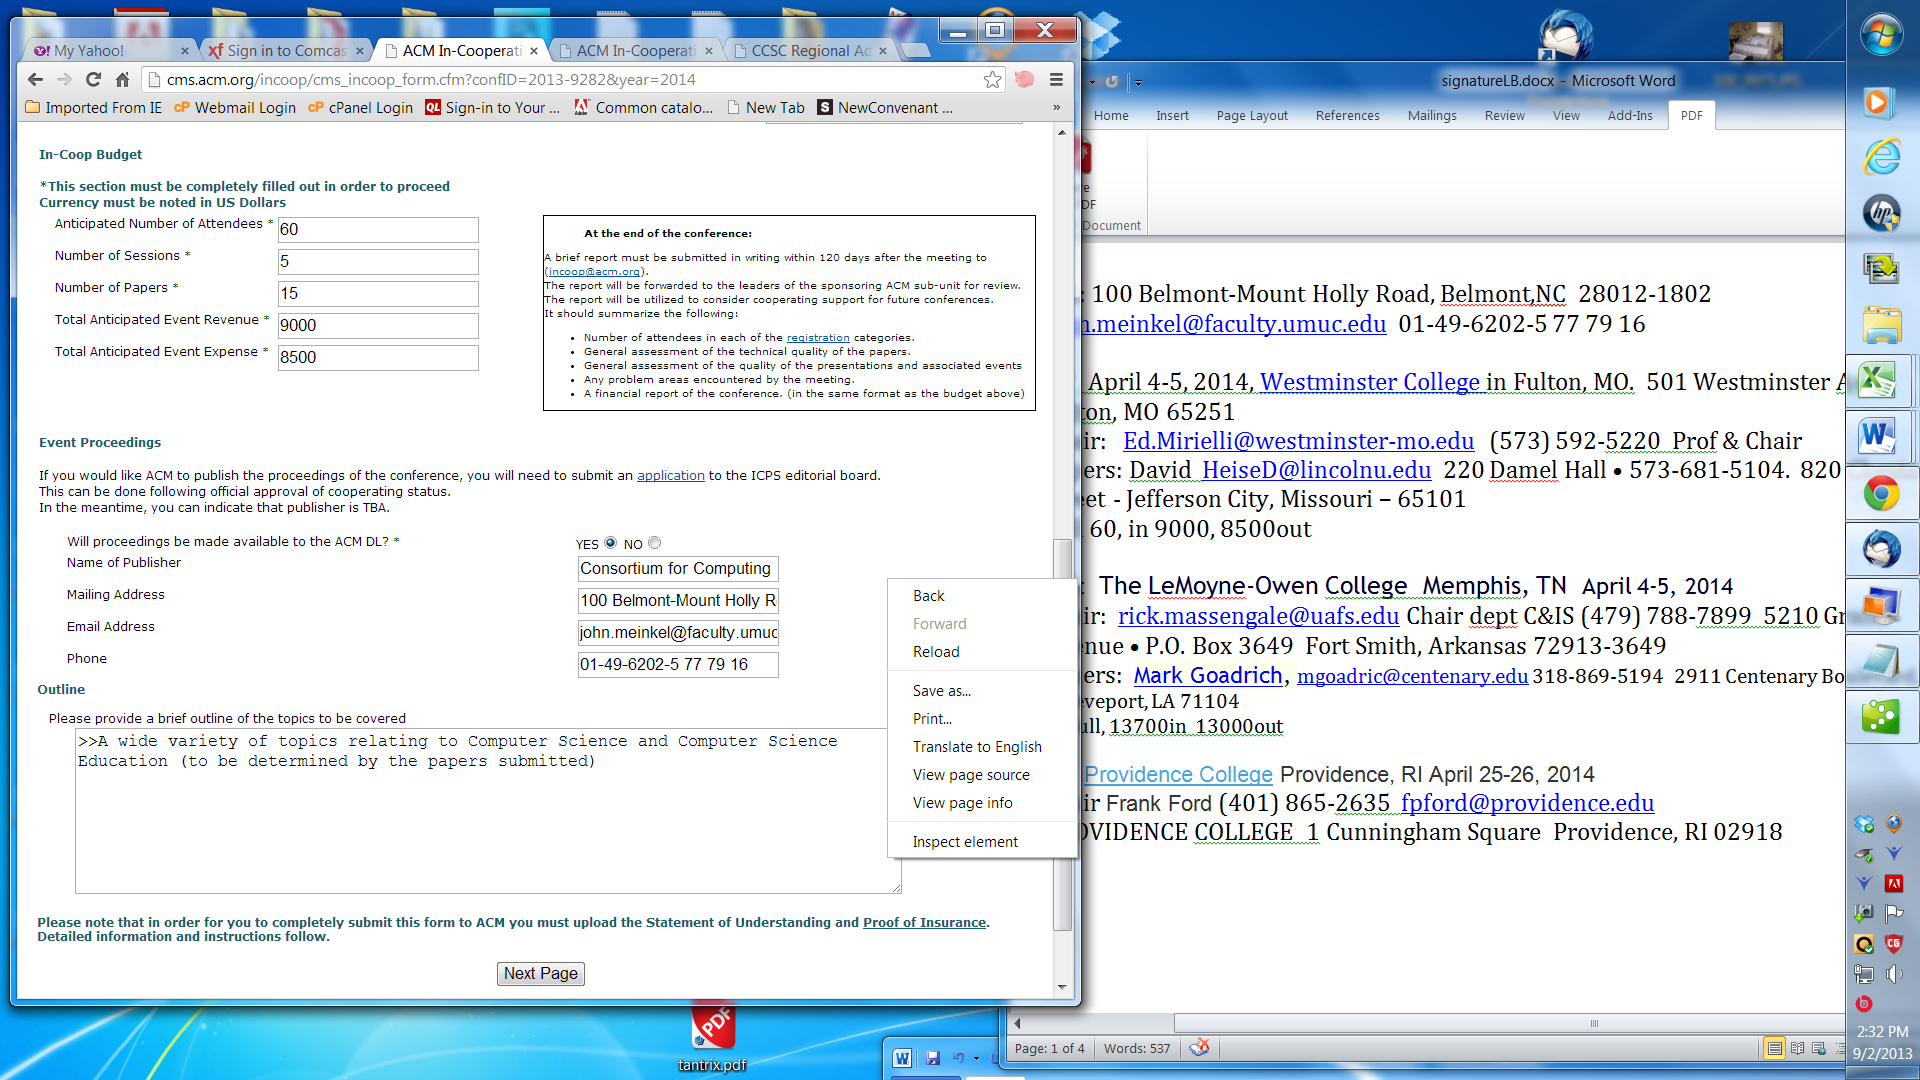 My Yahoo!
Sign in to Comcas
ACM In-Cooperati
ACM In-Cooperati
CCSC Regional Ad
cms.acm.org/incoop/cms_incoop_form.cfm?confID=2013-9282&year=2014
Imported From IE
cP Webmail Login
cP cPanel Login
QL Sign-in to Your ...
Common catalo...
New Tab
S NewConvenant ...
»
In-Coop Budget
*This section must be completely filled out in order to proceed
Currency must be noted in US Dollars
Anticipated Number of Attendees * 60
Number of Sessions * 5
Number of Papers * 15
Total Anticipated Event Revenue * 9000
Total Anticipated Event Expense * 8500
At the end of the conference:
A brief report must be submitted in writing within 120 days after the meeting to
(incoop@acm.org).
The report will be forwarded to the leaders of the sponsoring ACM sub-unit for review.
The report will be utilized to consider cooperating support for future conferences.
It should summarize the following:
• Number of attendees in each of the registration categories.
• General assessment of the technical quality of the papers.
• General assessment of the quality of the presentations and associated events
• Any problem areas encountered by the meeting.
• A financial report of the conference. (in the same format as the budget above)
Event Proceedings
If you would like ACM to publish the proceedings of the conference, you will need to submit an application to the ICPS editorial board.
This can be done following official approval of cooperating status.
In the meantime, you can indicate that publisher is TBA.
Will proceedings be made available to the ACM DL? * YES NO
Name of Publisher Consortium for Computing
Mailing Address 100 Belmont-Mount Holly R
Email Address john.meinkel@faculty.umuc
Phone 01-49-6202-5 77 79 16
Outline
Please provide a brief outline of the topics to be covered
>>A wide variety of topics relating to Computer Science and Computer Science
Education (to be determined by the papers submitted)
Back
Forward
Reload
Save as...
Print...
Translate to English
View page source
View page info
Inspect element
Please note that in order for you to completely submit this form to ACM you must upload the Statement of Understanding and Proof of Insurance.
Detailed information and instructions follow.
Next Page
PDF
tantrix.pdf
signatureLB.docx - Microsoft Word
Home Insert Page Layout References Mailings Review View Add-Ins PDF
re
DF
Document
: 100 Belmont-Mount Holly Road, Belmont,NC 28012-1802
n.meinkel@faculty.umuc.edu 01-49-6202-5 77 79 16
April 4-5, 2014, Westminster College in Fulton, MO. 501 Westminster A
ton, MO 65251
ir: Ed.Mirielli@westminster-mo.edu (573) 592-5220 Prof & Chair
ers: David HeiseD@lincolnu.edu 220 Damel Hall • 573-681-5104. 820
eet - Jefferson City, Missouri – 65101
60, in 9000, 8500out
: The LeMoyne-Owen College Memphis, TN April 4-5, 2014
ir: rick.massengale@uafs.edu Chair dept C&IS (479) 788-7899 5210 Gr
enue • P.O. Box 3649 Fort Smith, Arkansas 72913-3649
ers: Mark Goadrich, mgoadric@centenary.edu 318-869-5194 2911 Centenary Bo
eveport, LA 71104
ull, 13700in 13000out
Providence College Providence, RI April 25-26, 2014
ir Frank Ford (401) 865-2635 fpford@providence.edu
OVIDENCE COLLEGE 1 Cunningham Square Providence, RI 02918
Page: 1 of 4 Words: 537
2:32 PM
9/2/2013